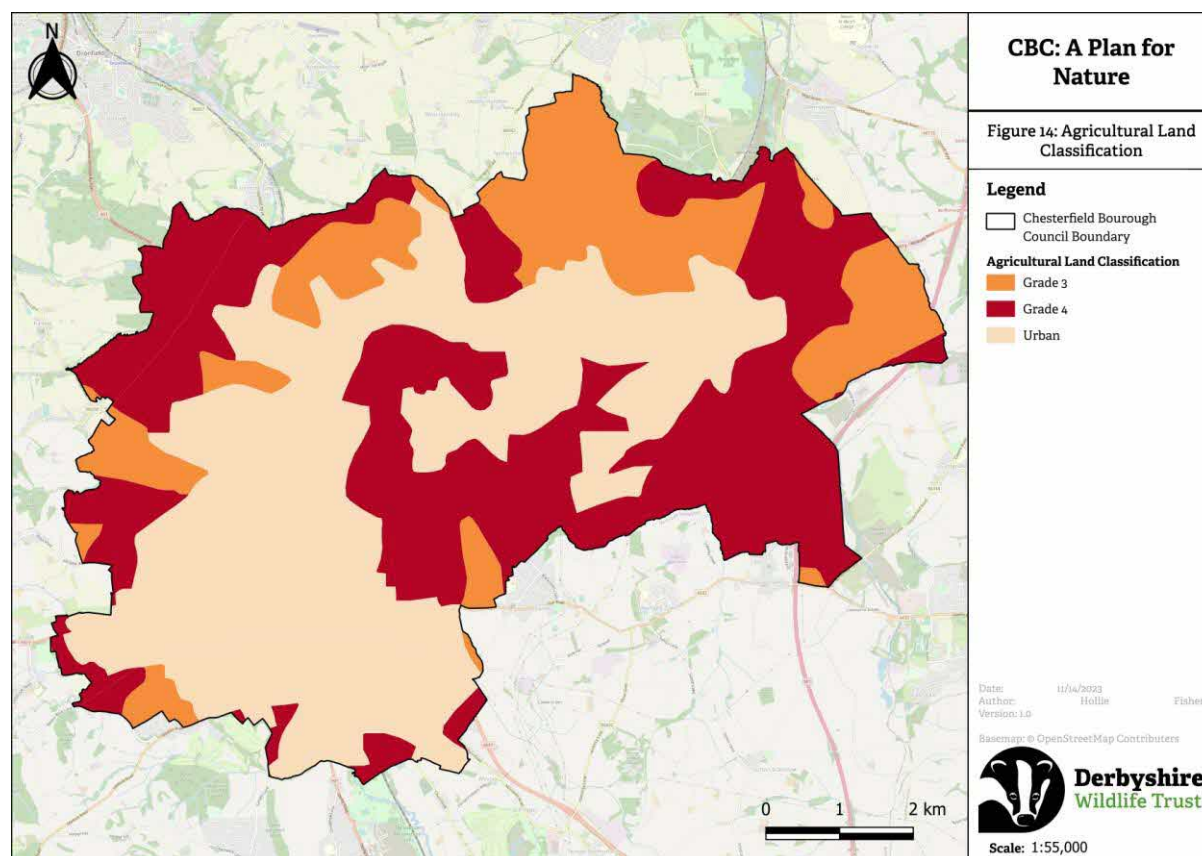 N
Dronfield
CBC: A Plan for
Nature
Figure 14: Agricultural Land
Classification
Legend
Chesterfield Bourough
Council Boundary
Agricultural Land Classification
Grade 3
Grade 4
Urban
Date: 11/14/2023
Author: Hollie Fisher
Version: 1.0
Basemap: © OpenStreetMap Contributors
Derbyshire
Wildlife Trust
Scale: 1:55,000
0 1 2 km